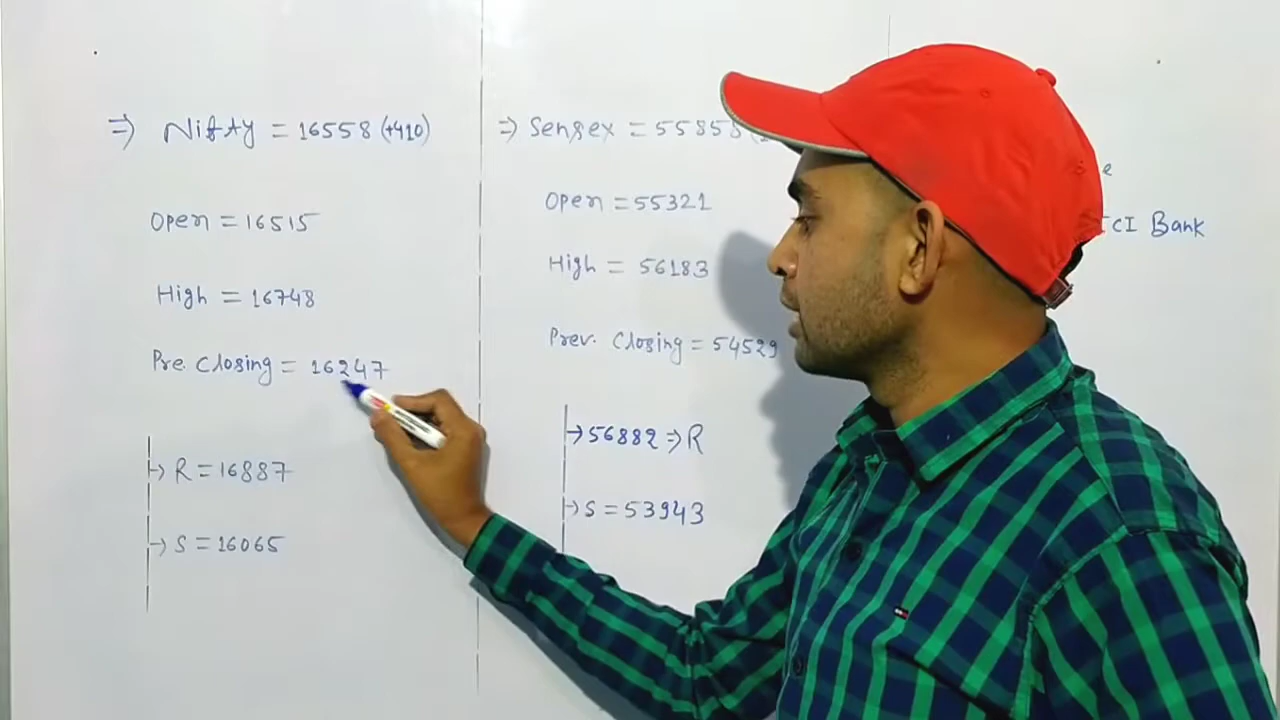 ⇒ Nifty = 16558 (+410)
Open = 16515
High = 16748
Pre. Closing = 16247
→ R = 16887
→ S = 16065
⇒ Sensex = 55858
Open = 55321
High = 56183
Prev. Closing = 54529
→ 56882 ⇒ R
→ S = 53943
Bank